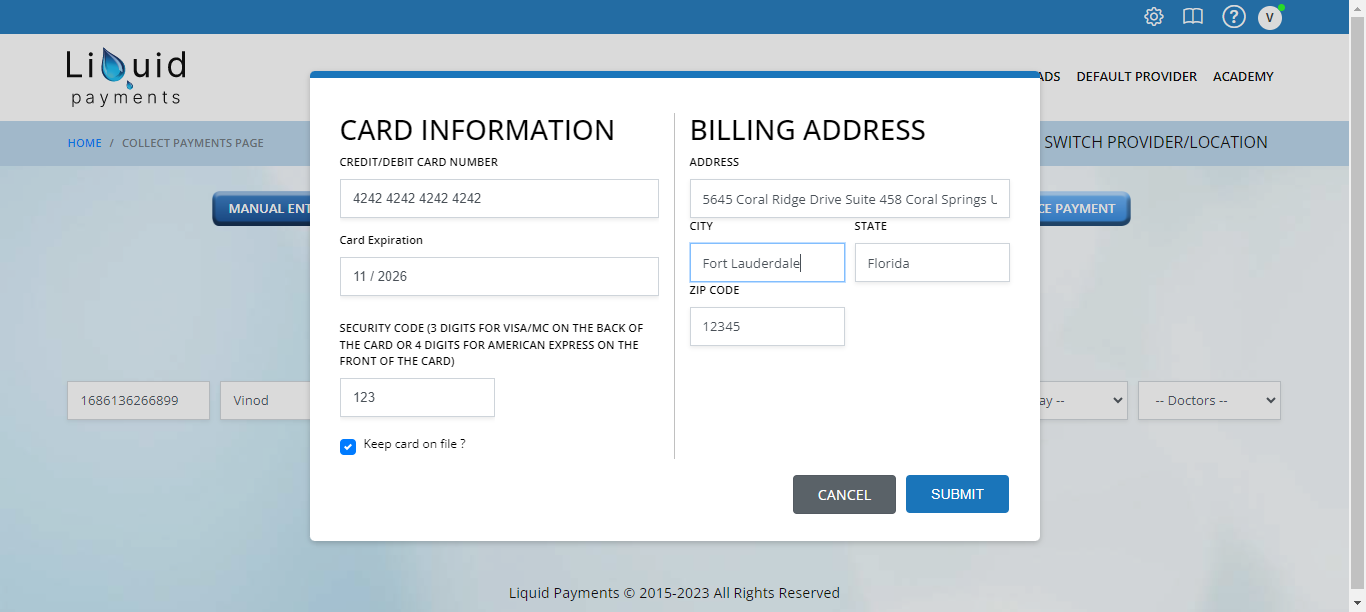 V
Liquid
payments
ADS DEFAULT PROVIDER ACADEMY
HOME / COLLECT PAYMENTS PAGE
SWITCH PROVIDER/LOCATION
MANUAL ENT
CE PAYMENT
CARD INFORMATION
CREDIT/DEBIT CARD NUMBER
4242 4242 4242 4242
Card Expiration
11 / 2026
SECURITY CODE (3 DIGITS FOR VISA/MC ON THE BACK OF
THE CARD OR 4 DIGITS FOR AMERICAN EXPRESS ON THE
FRONT OF THE CARD)
123
Keep card on file ?
BILLING ADDRESS
ADDRESS
5645 Coral Ridge Drive Suite 458 Coral Springs U
CITY
Fort Lauderdale
STATE
Florida
ZIP CODE
12345
CANCEL
SUBMIT
1686136266899
Vinod
ay --
-- Doctors --
Liquid Payments © 2015-2023 All Rights Reserved